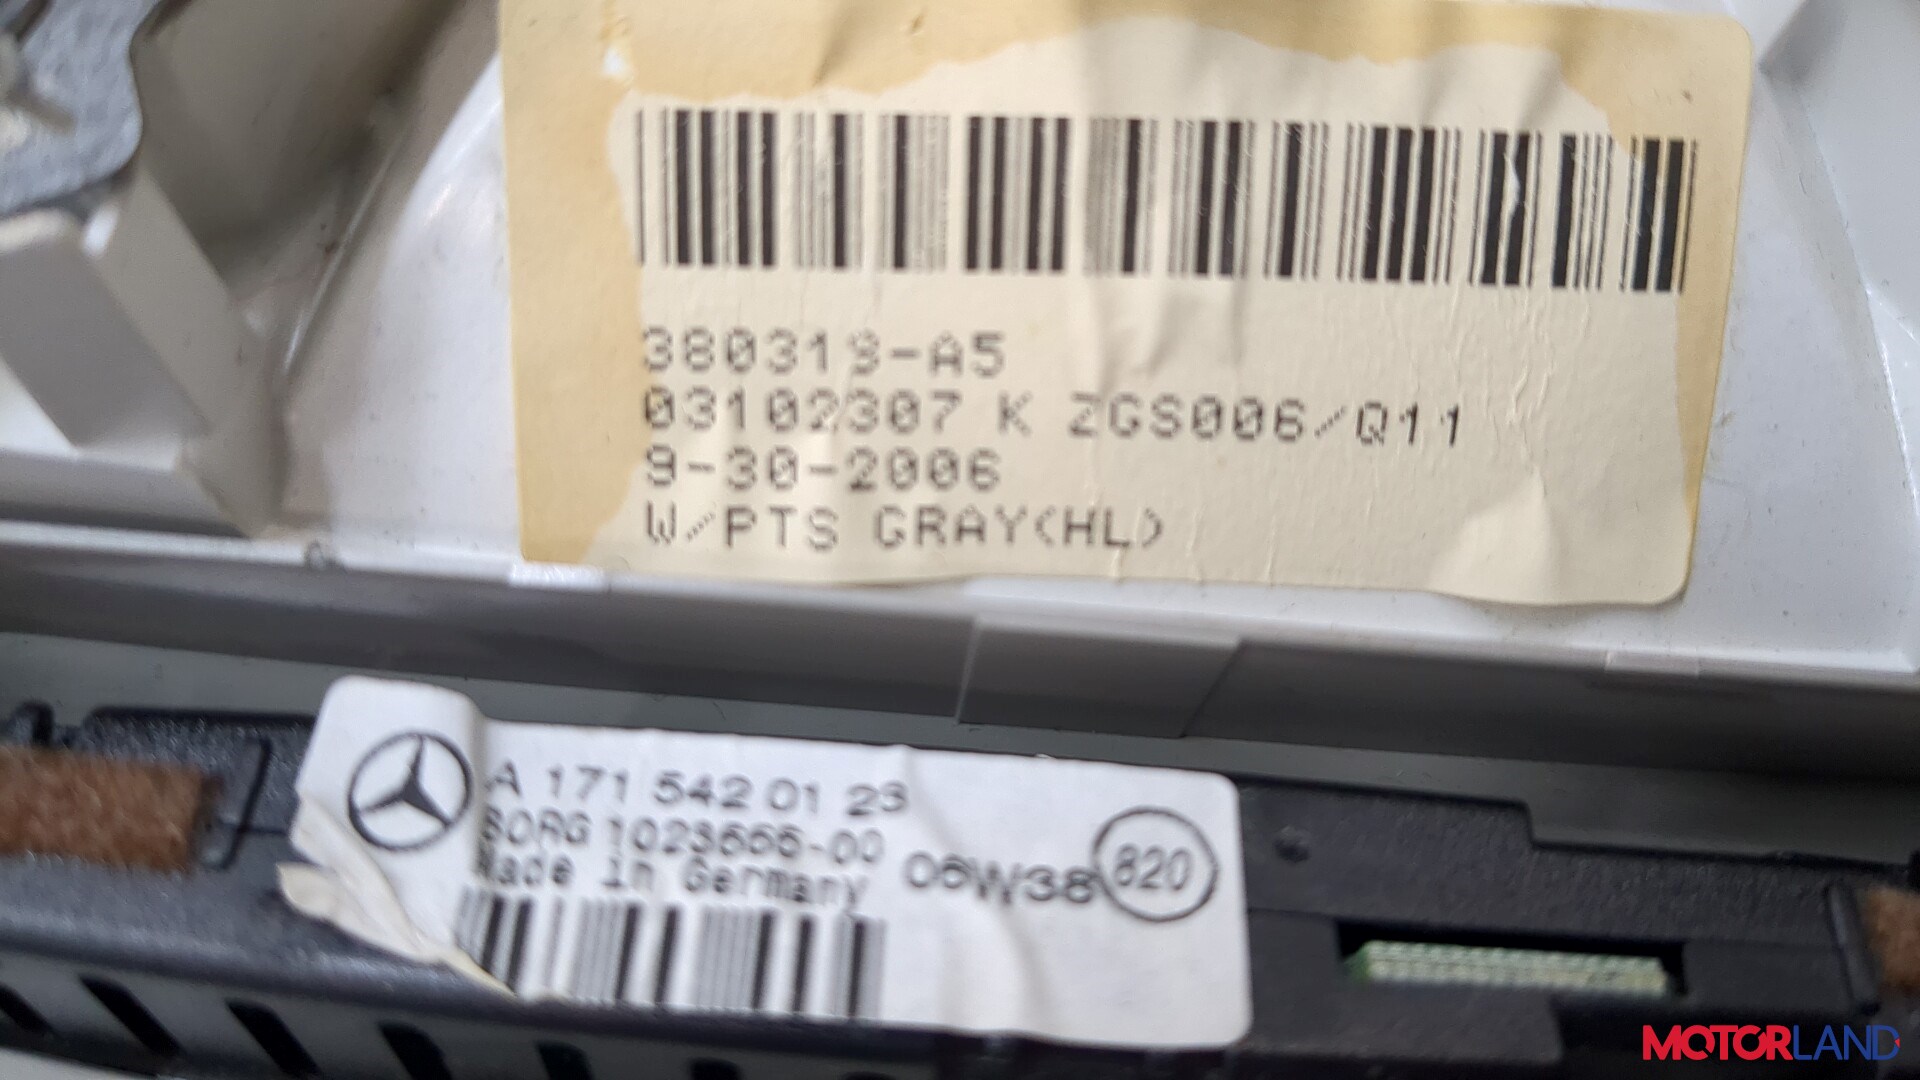 380313-A5
03102307 K ZGS006/Q11
9-30-2006
W/PTS GRAY(HL)
A 171 542 01 23
BORG 1023666-00
Made in Germany
06W38 820
MOTORLAND